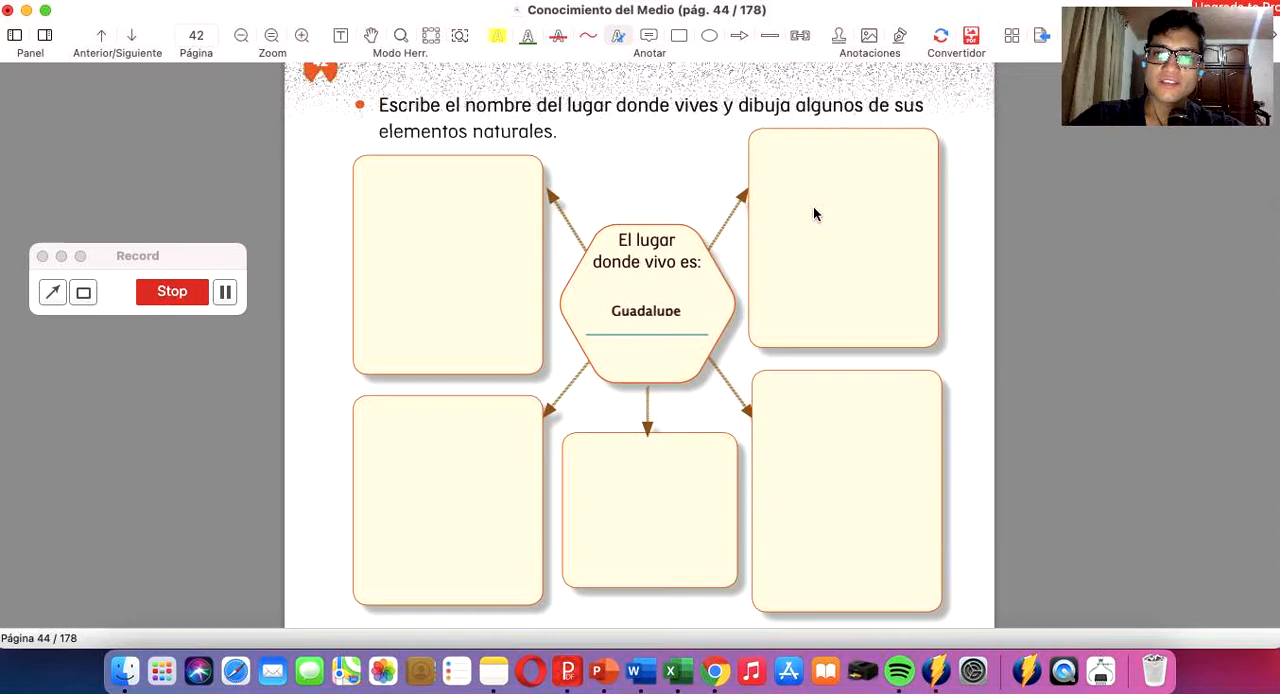 Conocimiento del Medio (pág. 44 / 178)
42
Panel
Anterior/Siguiente
Página
Zoom
Modo Herr.
Anotar
Anotaciones
Convertidor
Escribe el nombre del lugar donde vives y dibuja algunos de sus
elementos naturales.
Record
Stop
El lugar
donde vivo es:
Guadalupe
Página 44 / 178